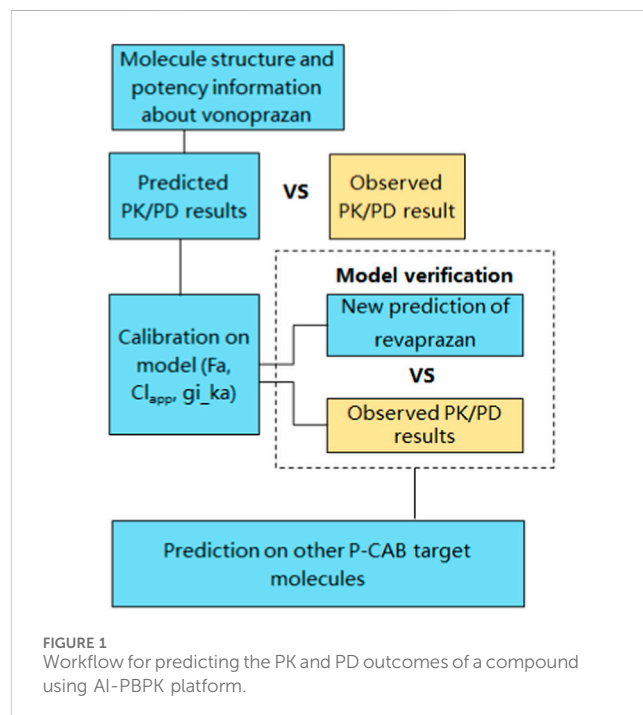 Molecule structure and
potency information
about vonoprazan
Predicted
PK/PD results
VS
Observed
PK/PD result
Model verification
Calibration on
model (Fa,
Cl_app, gi_ka)
New prediction of
revaprazan
VS
Observed PK/PD
results
Prediction on other P-CAB target
molecules
FIGURE 1
Workflow for predicting the PK and PD outcomes of a compound
using AI-PBPK platform.